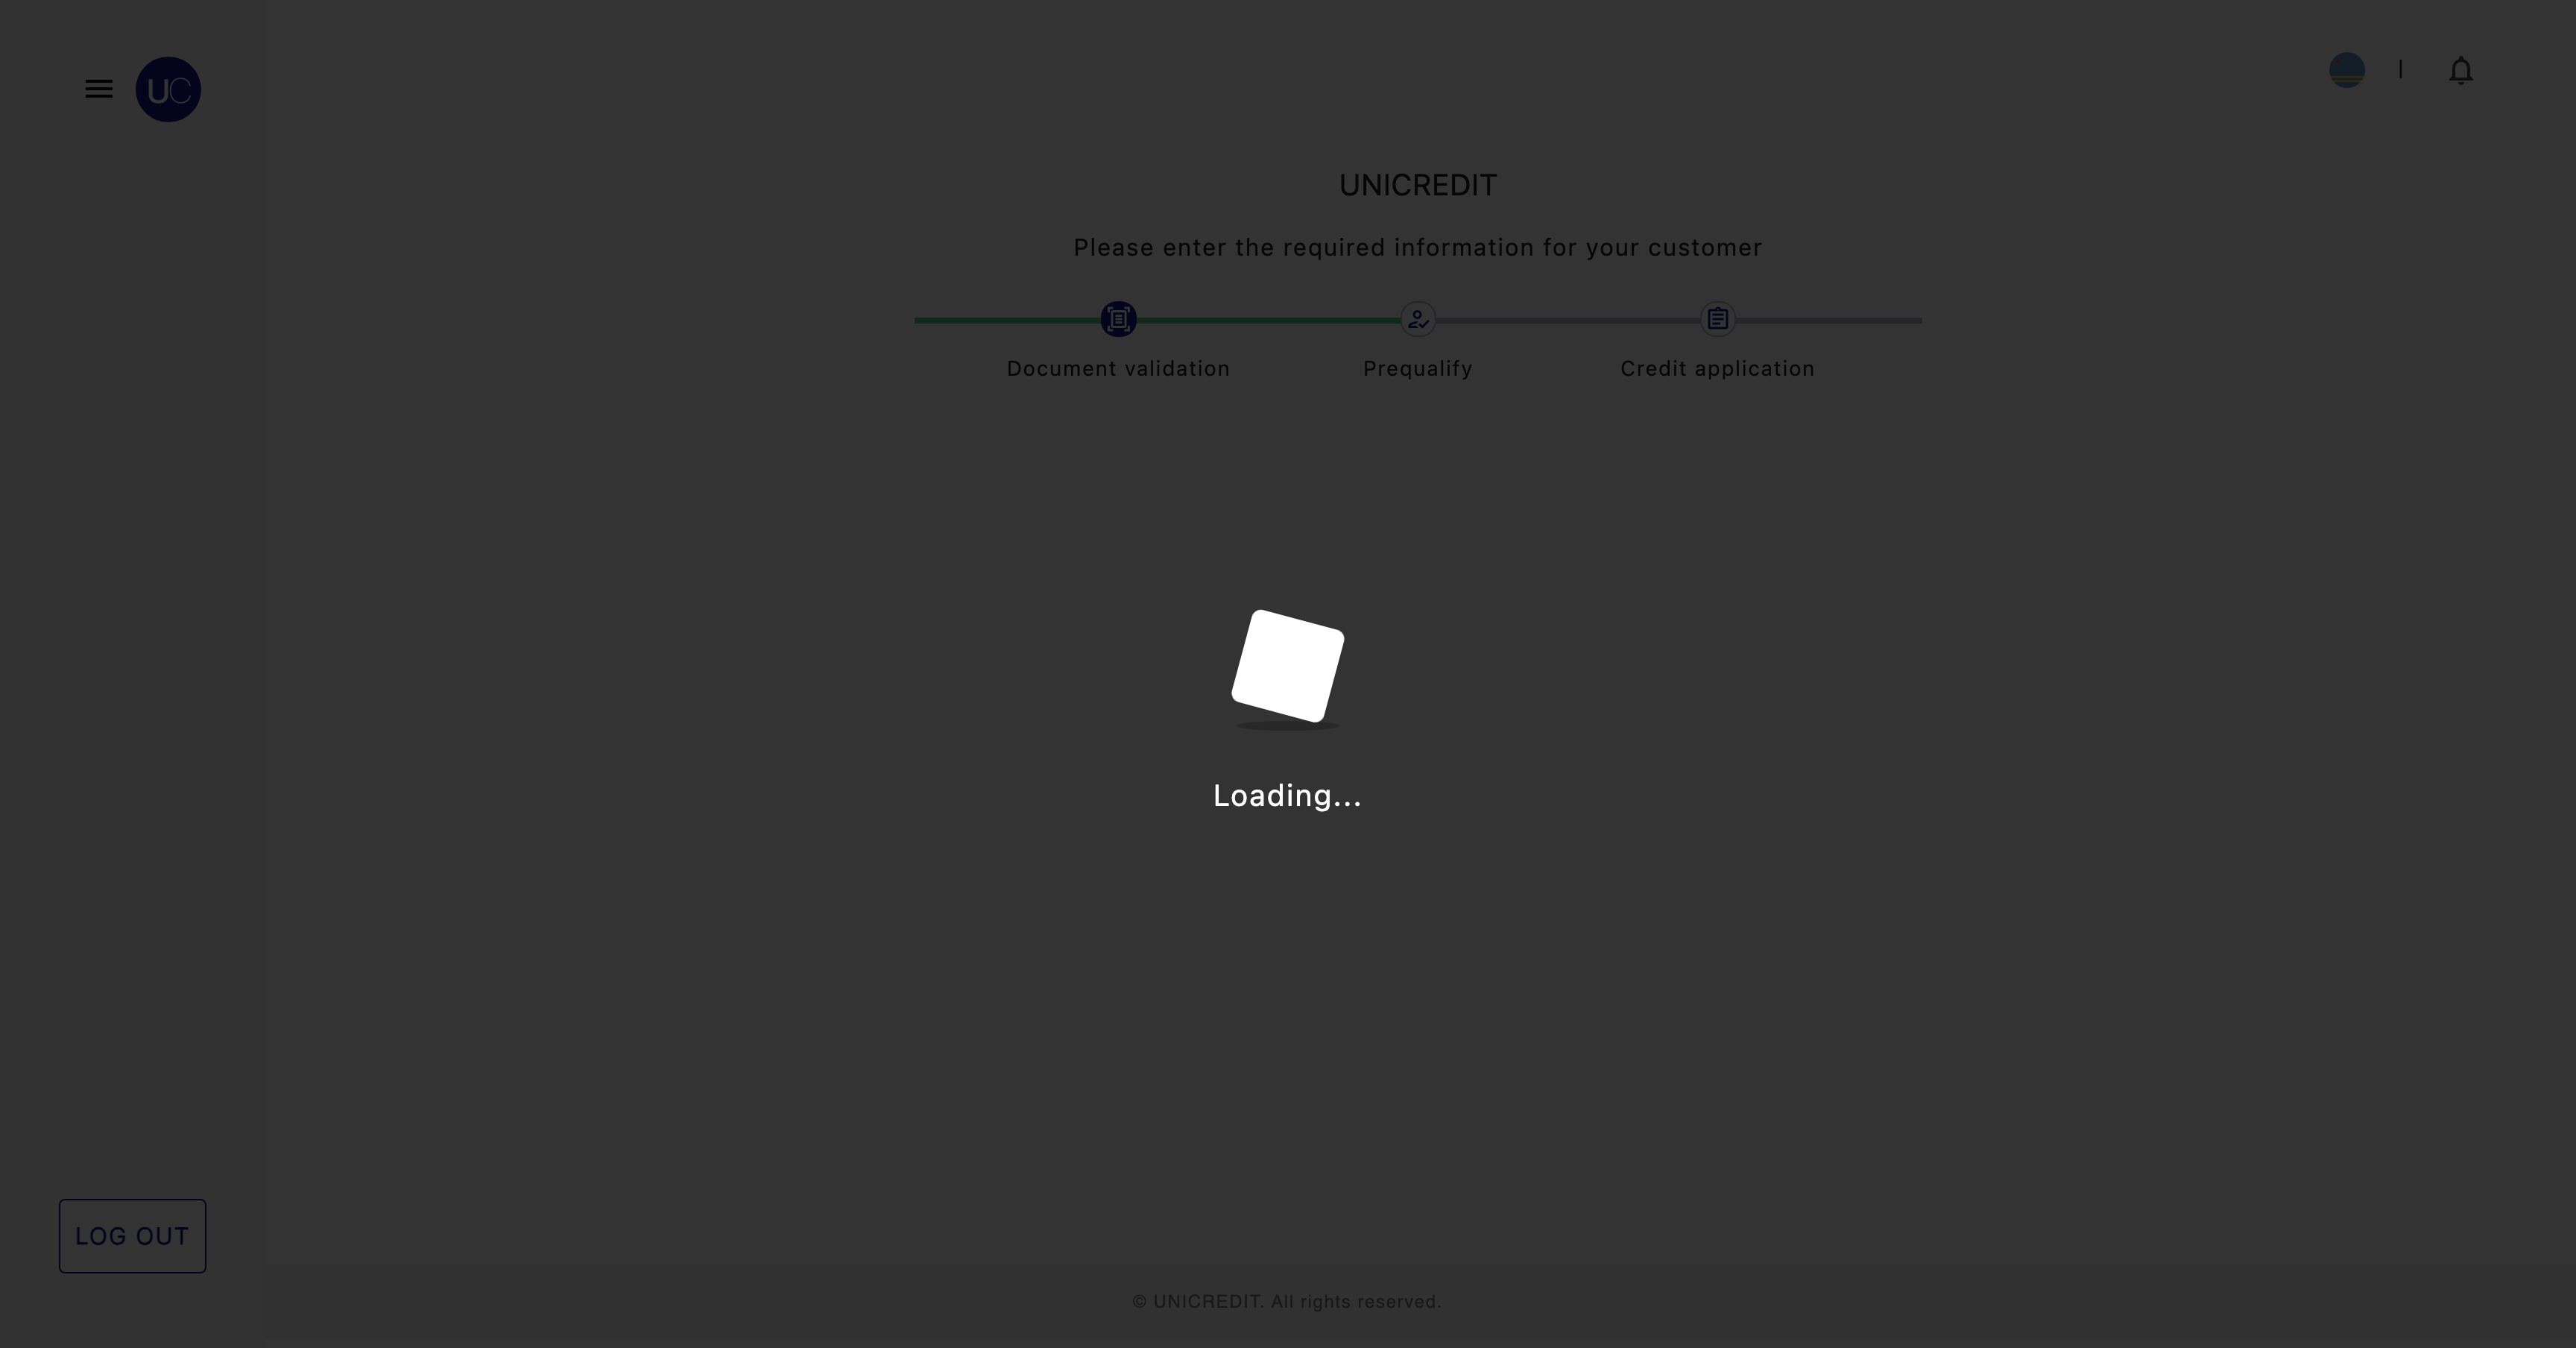 UC
UNICREDIT
Please enter the required information for your customer
Document validation
Prequalify
Credit application
Loading...
LOG OUT
© UNICREDIT. All rights reserved.